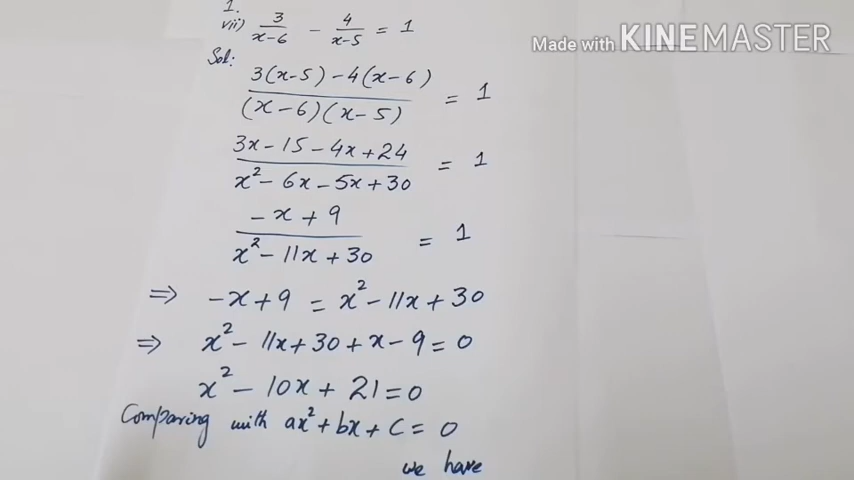 1.
vii) 3/(x-6) - 4/(x-5) = 1
Made with KINEMASTER
Sol:
(3(x-5) - 4(x-6))/((x-6)(x-5)) = 1
(3x - 15 - 4x + 24)/(x² - 6x - 5x + 30) = 1
(-x + 9)/(x² - 11x + 30) = 1
⇒ -x + 9 = x² - 11x + 30
⇒ x² - 11x + 30 + x - 9 = 0
x² - 10x + 21 = 0
Comparing with ax² + bx + C = 0
we have